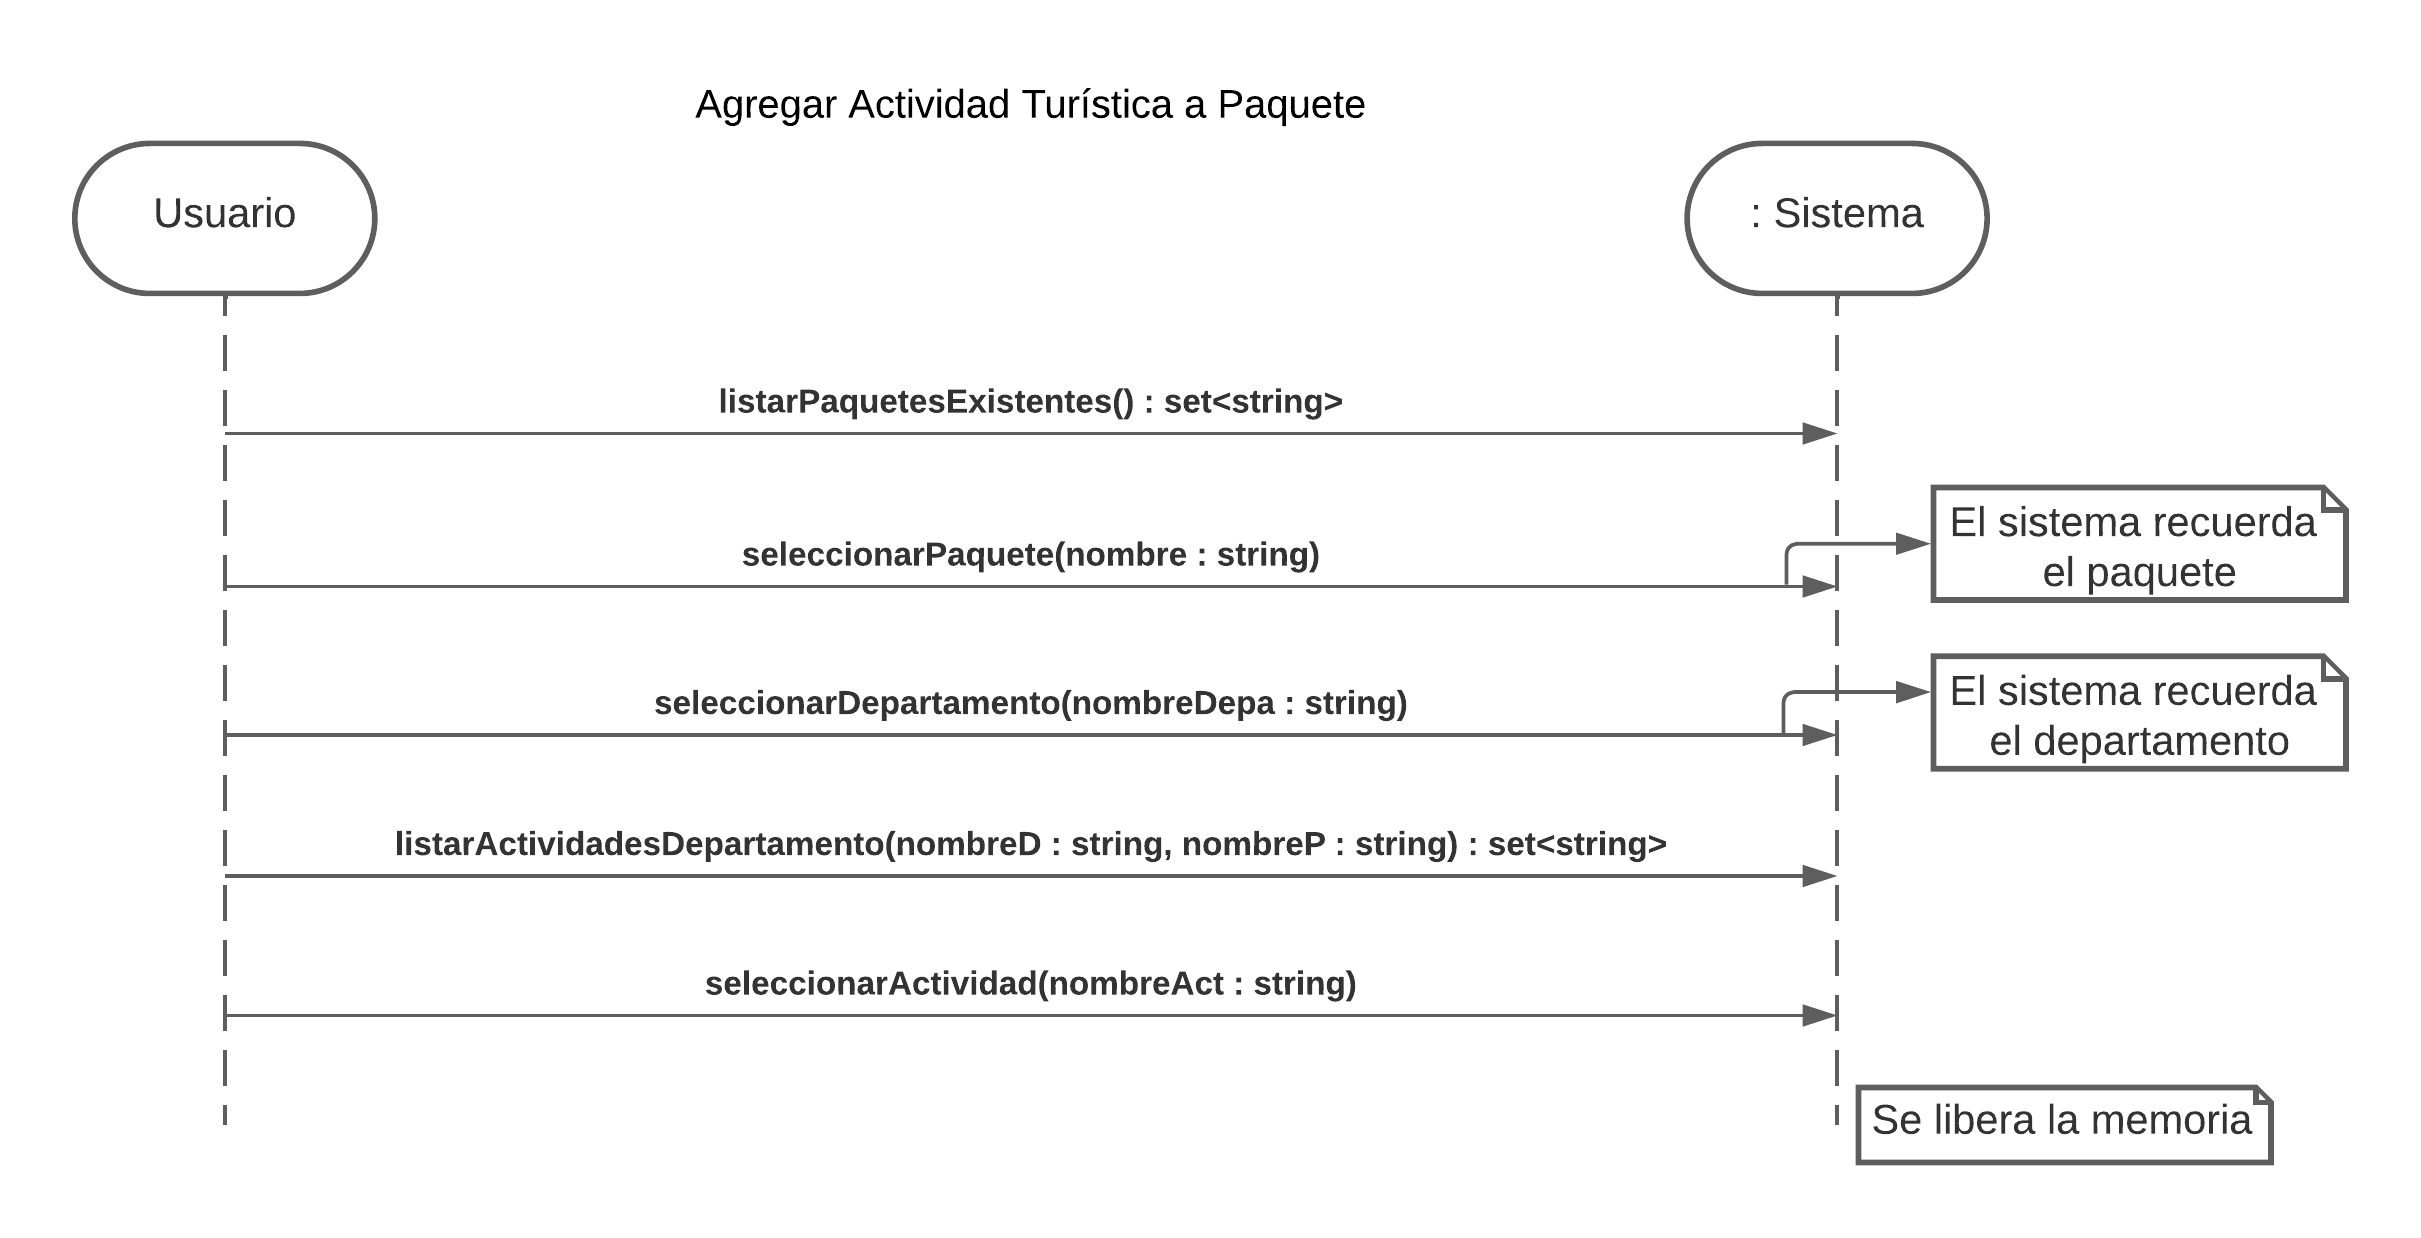 Agregar Actividad Turística a Paquete
Usuario
: Sistema
listarPaquetesExistentes() : set<string>
El sistema recuerda
el paquete
seleccionarPaquete(nombre : string)
El sistema recuerda
el departamento
seleccionarDepartamento(nombreDepa : string)
listarActividadesDepartamento(nombreD : string, nombreP : string) : set<string>
seleccionarActividad(nombreAct : string)
Se libera la memoria